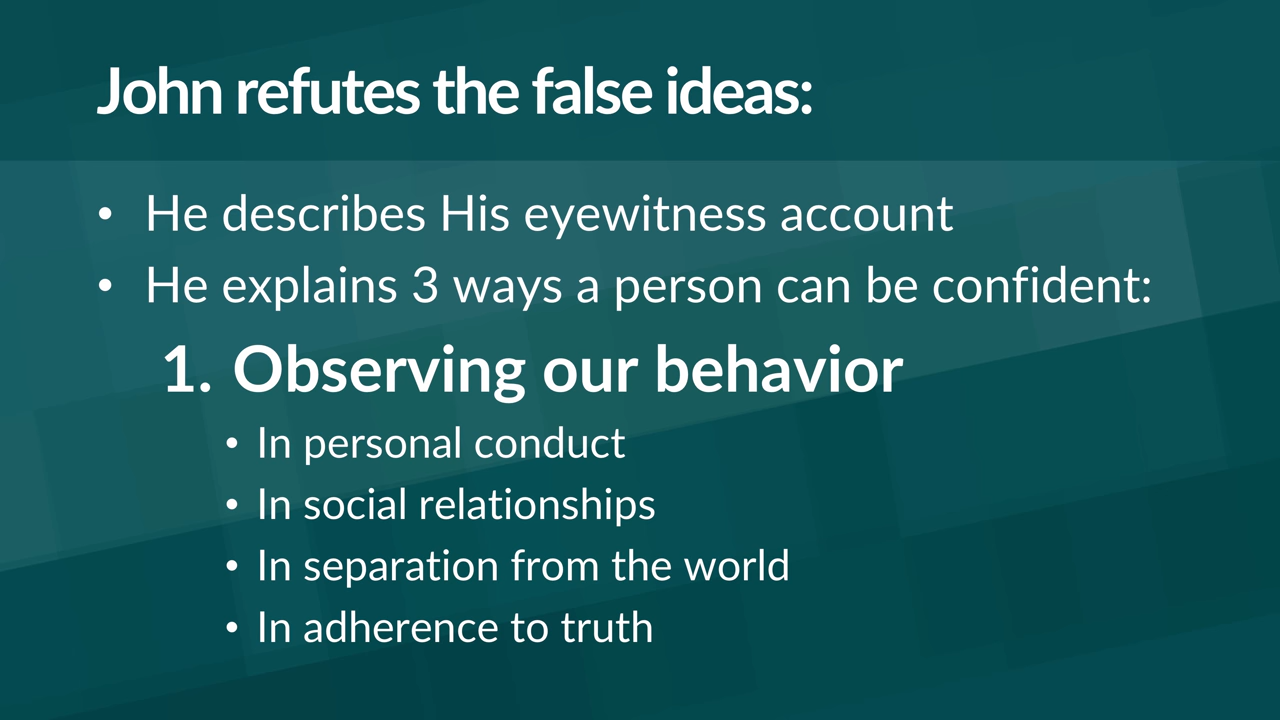 John refutes the false ideas:
• He describes His eyewitness account
• He explains 3 ways a person can be confident:
1. Observing our behavior
• In personal conduct
• In social relationships
• In separation from the world
• In adherence to truth